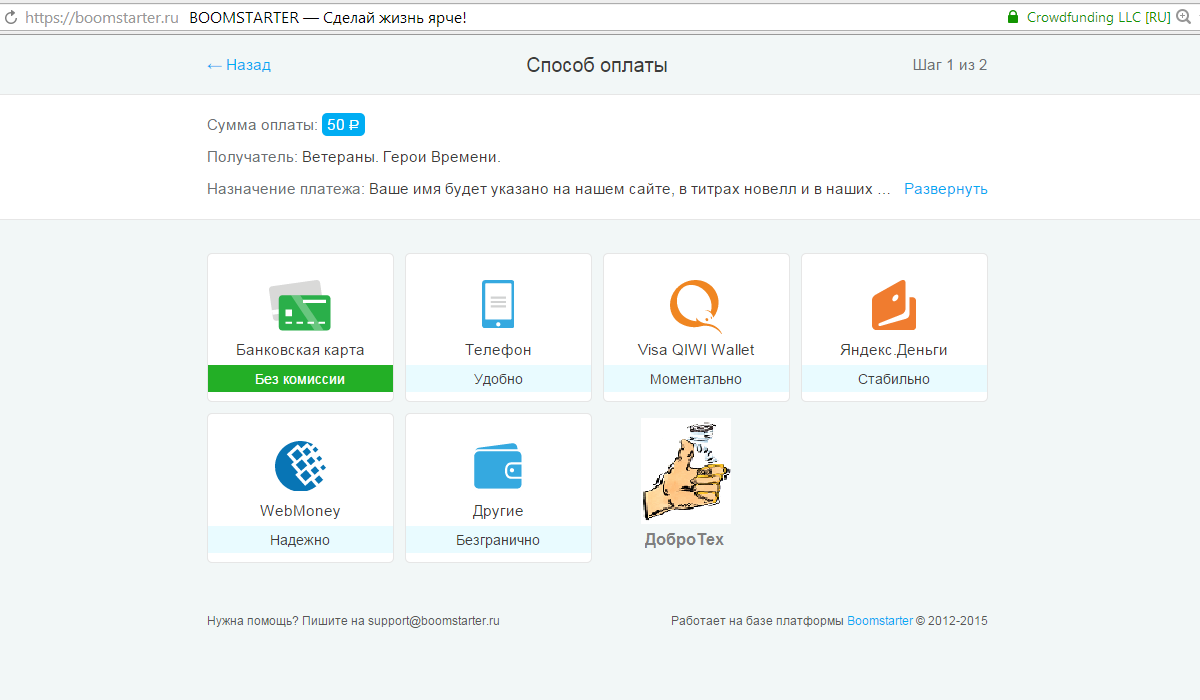 https://boomstarter.ru BOOMSTARTER — Сделай жизнь ярче! Crowdfunding LLC [RU]
← Назад Способ оплаты Шаг 1 из 2
Сумма оплаты: 50 ₽
Получатель: Ветераны. Герои Времени.
Назначение платежа: Ваше имя будет указано на нашем сайте, в титрах новелл и в наших ... Развернуть
Банковская карта Телефон Visa QIWI Wallet Яндекс.Деньги
Без комиссии Удобно Моментально Стабильно
WebMoney Другие
Надежно Безгранично ДоброТех
Нужна помощь? Пишите на support@boomstarter.ru Работает на базе платформы Boomstarter © 2012-2015